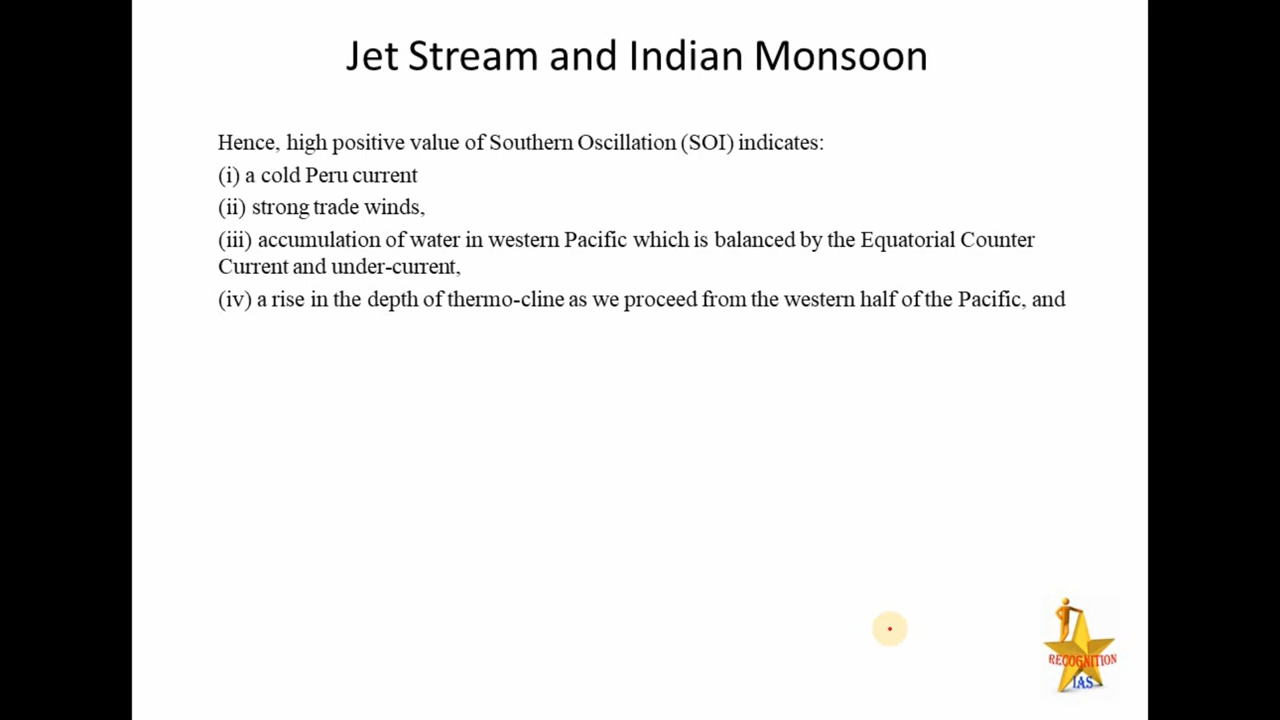 Jet Stream and Indian Monsoon
Hence, high positive value of Southern Oscillation (SOI) indicates:
(i) a cold Peru current
(ii) strong trade winds,
(iii) accumulation of water in western Pacific which is balanced by the Equatorial Counter
Current and under-current,
(iv) a rise in the depth of thermo-cline as we proceed from the western half of the Pacific, and
RECOGNITION
IAS